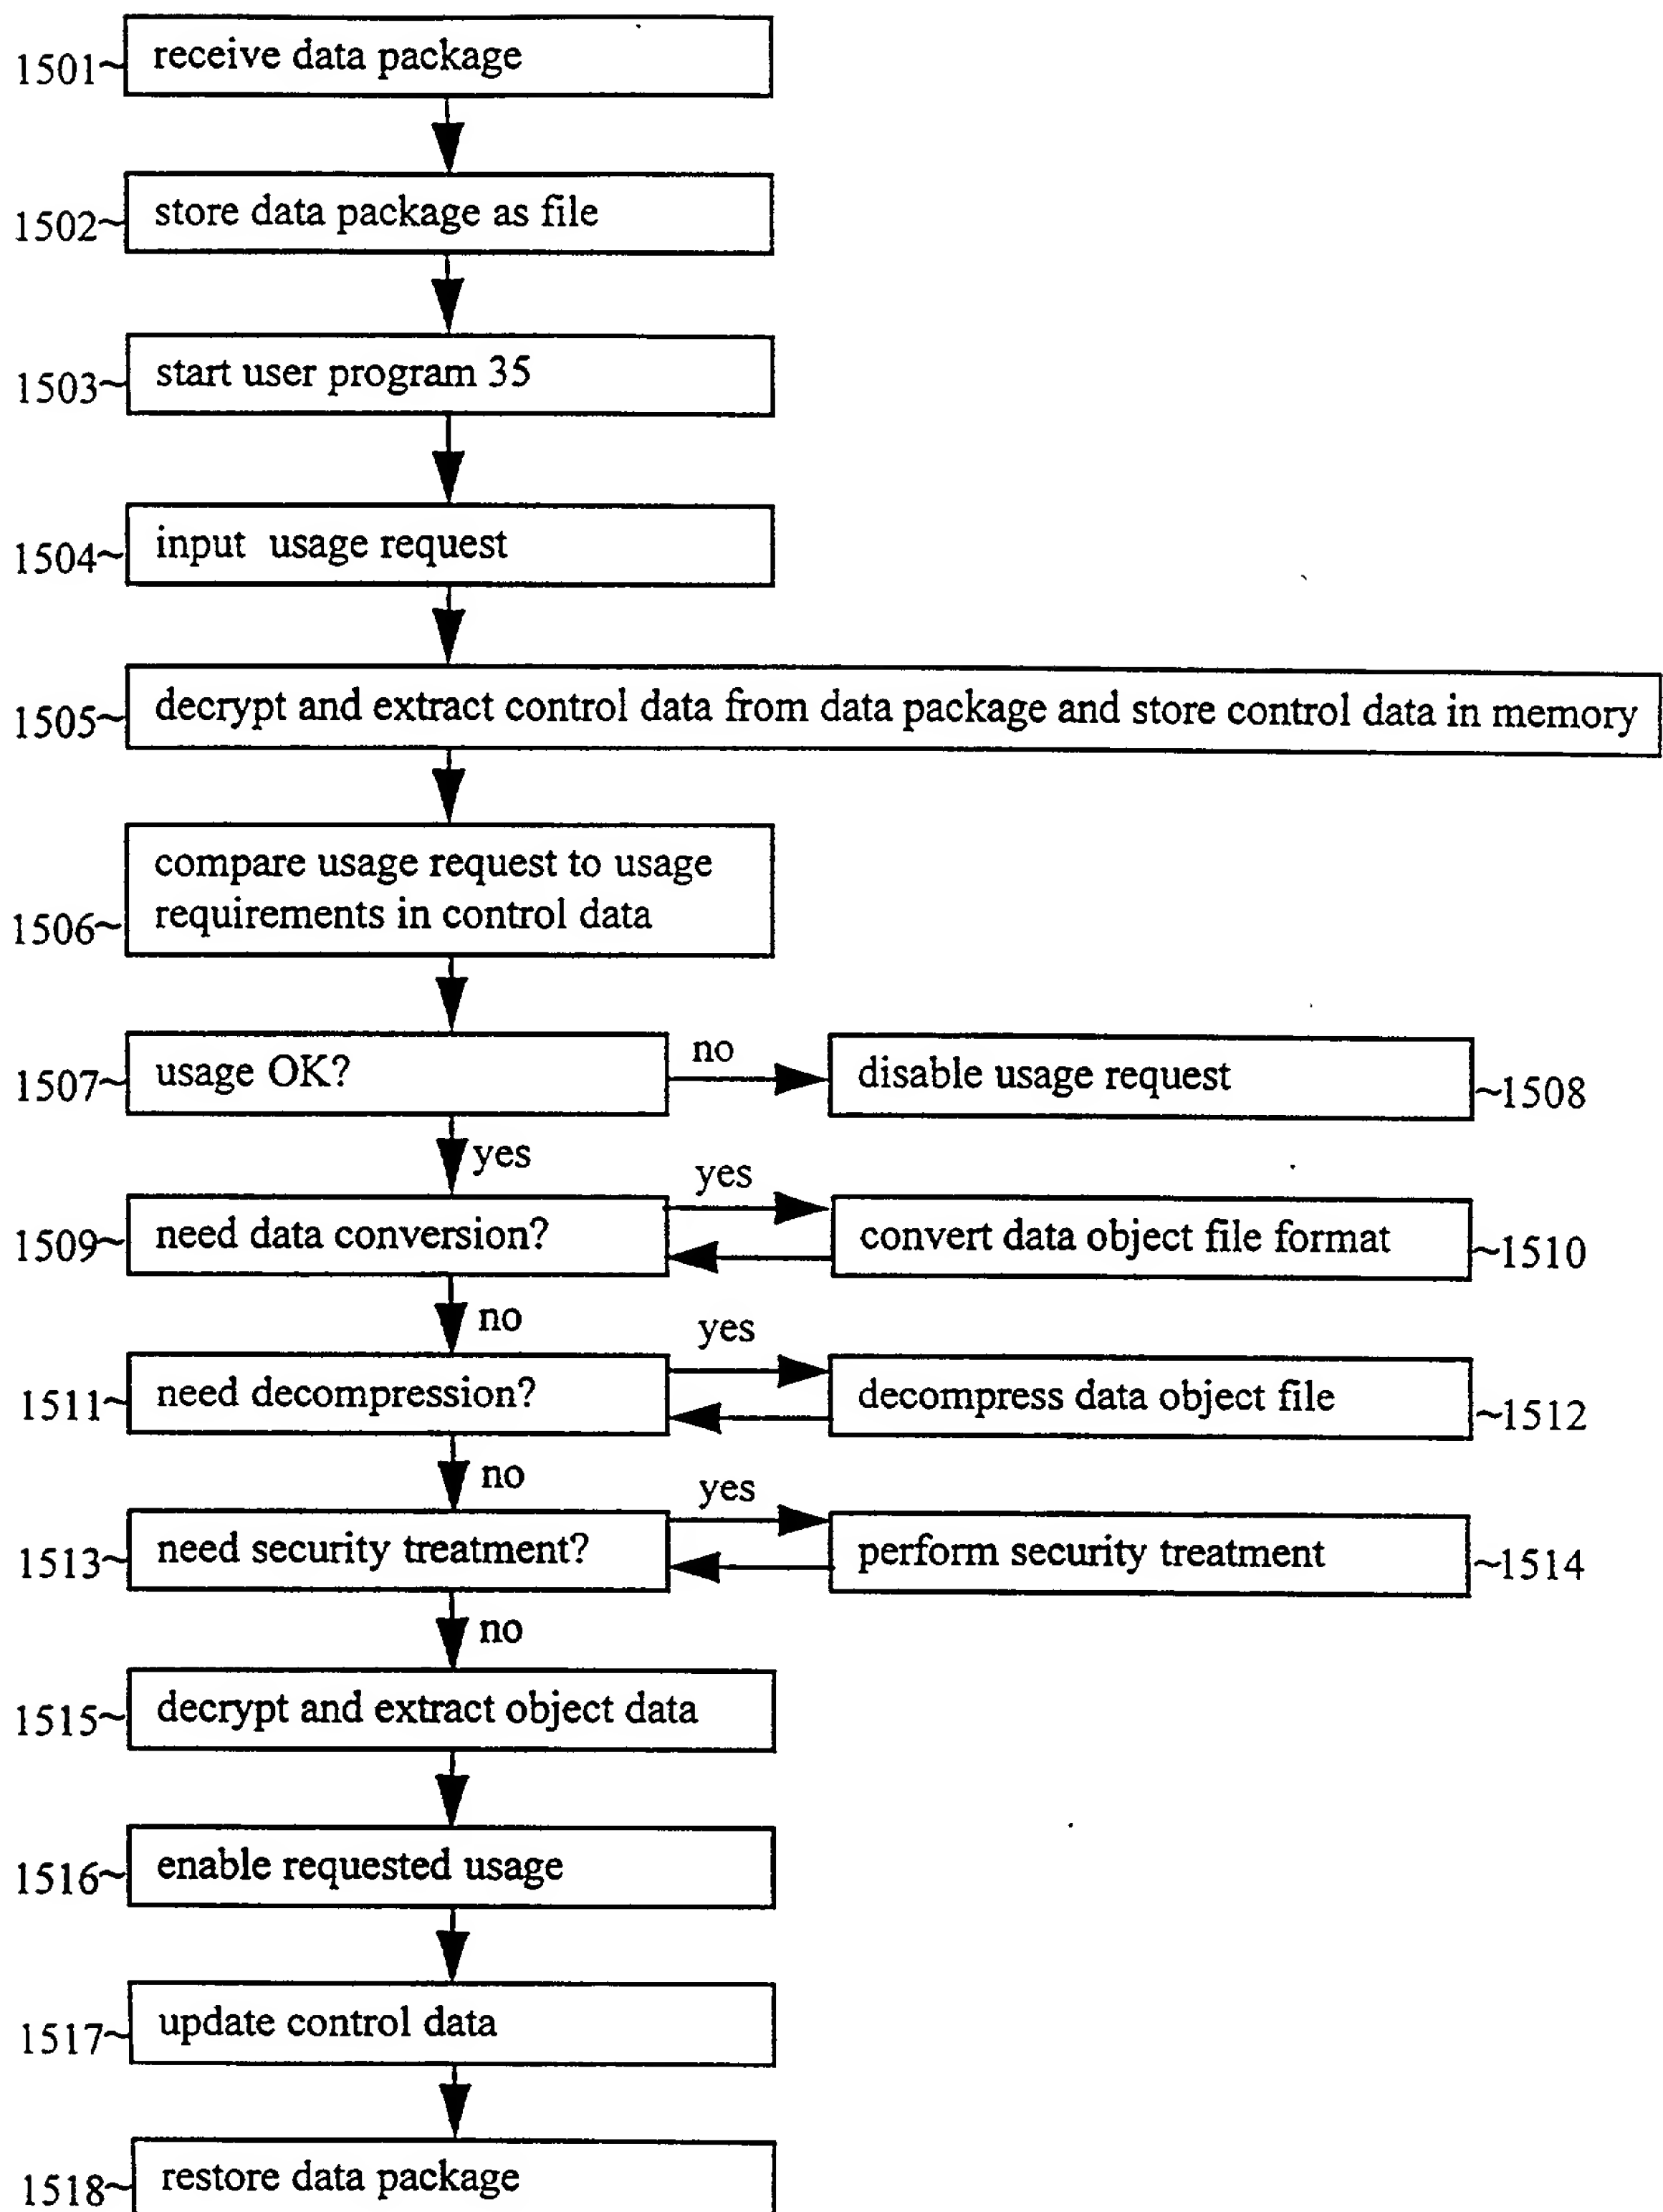 1501~ receive data package
1502~ store data package as file
1503~ start user program 35
1504~ input usage request
1505~ decrypt and extract control data from data package and store control data in memory
compare usage request to usage
1506~ requirements in control data
1507~ usage OK?
no
disable usage request ~1508
yes
yes
1509~ need data conversion?
convert data object file format ~1510
no
yes
1511~ need decompression?
decompress data object file ~1512
no
yes
1513~ need security treatment?
perform security treatment ~1514
no
1515~ decrypt and extract object data
1516~ enable requested usage
1517~ update control data
1518~ restore data package